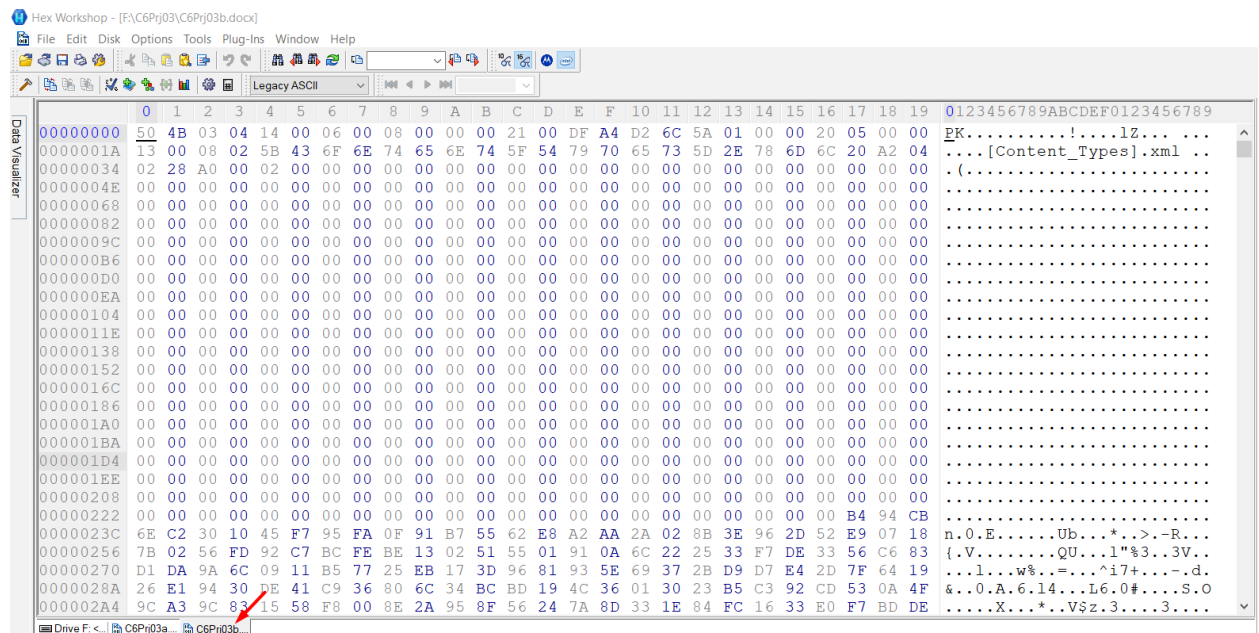 Hex Workshop - [F:\C6Prj03\C6Prj03b.docx]
File Edit Disk Options Tools Plug-Ins Window Help
Legacy ASCII
Data Visualizer
0 1 2 3 4 5 6 7 8 9 A B C D E F 10 11 12 13 14 15 16 17 18 19 0123456789ABCDEF0123456789
00000000 50 4B 03 04 14 00 06 00 08 00 00 00 21 00 DF A4 D2 6C 5A 01 00 00 20 05 00 00 PK..........!....lZ... ...
0000001A 13 00 08 02 5B 43 6F 6E 74 65 6E 74 5F 54 79 70 65 73 5D 2E 78 6D 6C 20 A2 04 ....[Content_Types].xml ..
00000034 02 28 A0 00 02 00 00 00 00 00 00 00 00 00 00 00 00 00 00 00 00 00 00 00 00 00 .(........................
0000004E 00 00 00 00 00 00 00 00 00 00 00 00 00 00 00 00 00 00 00 00 00 00 00 00 00 00 ..........................
00000068 00 00 00 00 00 00 00 00 00 00 00 00 00 00 00 00 00 00 00 00 00 00 00 00 00 00 ..........................
00000082 00 00 00 00 00 00 00 00 00 00 00 00 00 00 00 00 00 00 00 00 00 00 00 00 00 00 ..........................
0000009C 00 00 00 00 00 00 00 00 00 00 00 00 00 00 00 00 00 00 00 00 00 00 00 00 00 00 ..........................
000000B6 00 00 00 00 00 00 00 00 00 00 00 00 00 00 00 00 00 00 00 00 00 00 00 00 00 00 ..........................
000000D0 00 00 00 00 00 00 00 00 00 00 00 00 00 00 00 00 00 00 00 00 00 00 00 00 00 00 ..........................
000000EA 00 00 00 00 00 00 00 00 00 00 00 00 00 00 00 00 00 00 00 00 00 00 00 00 00 00 ..........................
00000104 00 00 00 00 00 00 00 00 00 00 00 00 00 00 00 00 00 00 00 00 00 00 00 00 00 00 ..........................
0000011E 00 00 00 00 00 00 00 00 00 00 00 00 00 00 00 00 00 00 00 00 00 00 00 00 00 00 ..........................
00000138 00 00 00 00 00 00 00 00 00 00 00 00 00 00 00 00 00 00 00 00 00 00 00 00 00 00 ..........................
00000152 00 00 00 00 00 00 00 00 00 00 00 00 00 00 00 00 00 00 00 00 00 00 00 00 00 00 ..........................
0000016C 00 00 00 00 00 00 00 00 00 00 00 00 00 00 00 00 00 00 00 00 00 00 00 00 00 00 ..........................
00000186 00 00 00 00 00 00 00 00 00 00 00 00 00 00 00 00 00 00 00 00 00 00 00 00 00 00 ..........................
000001A0 00 00 00 00 00 00 00 00 00 00 00 00 00 00 00 00 00 00 00 00 00 00 00 00 00 00 ..........................
000001BA 00 00 00 00 00 00 00 00 00 00 00 00 00 00 00 00 00 00 00 00 00 00 00 00 00 00 ..........................
000001D4 00 00 00 00 00 00 00 00 00 00 00 00 00 00 00 00 00 00 00 00 00 00 00 00 00 00 ..........................
000001EE 00 00 00 00 00 00 00 00 00 00 00 00 00 00 00 00 00 00 00 00 00 00 00 00 00 00 ..........................
00000208 00 00 00 00 00 00 00 00 00 00 00 00 00 00 00 00 00 00 00 00 00 00 00 00 00 00 ..........................
00000222 00 00 00 00 00 00 00 00 00 00 00 00 00 00 00 00 00 00 00 00 00 00 00 B4 94 CB ..........................
0000023C 6E C2 30 10 45 F7 95 FA 0F 91 B7 55 62 E8 A2 AA 2A 02 8B 3E 96 2D 52 E9 07 18 n.0.E......Ub...*..>.-R...
00000256 7B 02 56 FD 92 C7 BC FE BE 13 02 51 55 01 91 0A 6C 22 25 33 F7 DE 33 56 C6 83 {.V........QU...l"%3..3V..
00000270 D1 DA 9A 6C 09 11 B5 77 25 EB 17 3D 96 81 93 5E 69 37 2B D9 D7 E4 2D 7F 64 19 ...l...w%..=...^i7+...-.d.
0000028A 26 E1 94 30 DE 41 C9 36 80 6C 34 BC BD 19 4C 36 01 30 23 B5 C3 92 CD 53 0A 4F &..0.A.6.l4...L6.0#....S.O
000002A4 9C A3 9C 83 15 58 F8 00 8E 2A 95 8F 56 24 7A 8D 33 1E 84 FC 16 33 E0 F7 BD DE .....X...*..V$z.3....3....
Drive F: <... C6Prj03a.... C6Prj03b....